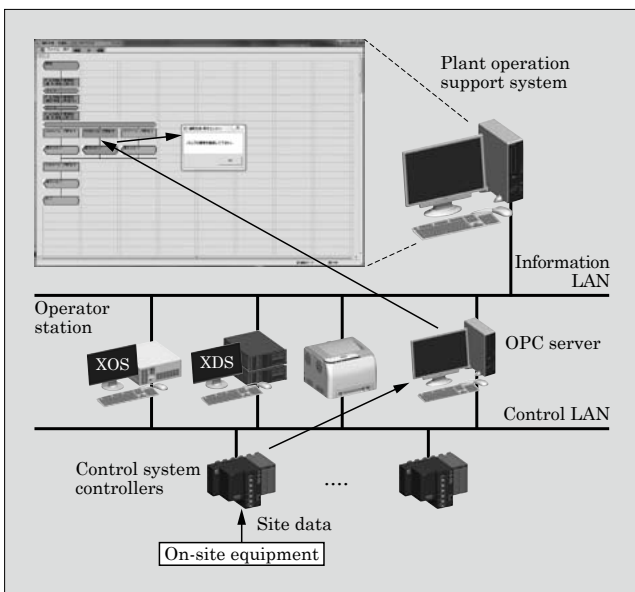 Plant operation
support system
Information
LAN
Operator
station
XOS
XDS
OPC server
Control LAN
Control system
controllers
....
Site data
On-site equipment